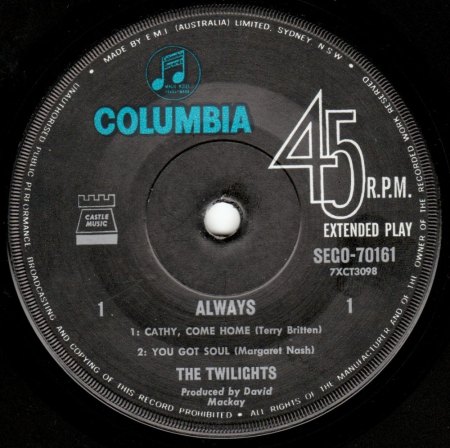 MADE BY E.M.I (AUSTRALIA) LIMITED, SYDNEY, N·S·W·
UNAUTHORISED PUBLIC PERFORMANCE, BROADCASTING AND COPYING OF THIS RECORD PROHIBITED · ALL RIGHTS OF THE MANUFACTURER AND OF THE OWNER OF THE RECORDED WORK RESERVED
COLUMBIA
45
R.P.M.
EXTENDED PLAY
SEGO-70161
7XCT3098
CASTLE
MUSIC
1
ALWAYS
1
1: CATHY, COME HOME (Terry Britten)
2: YOU GOT SOUL (Margaret Nash)
THE TWILIGHTS
Produced by David
Mackay